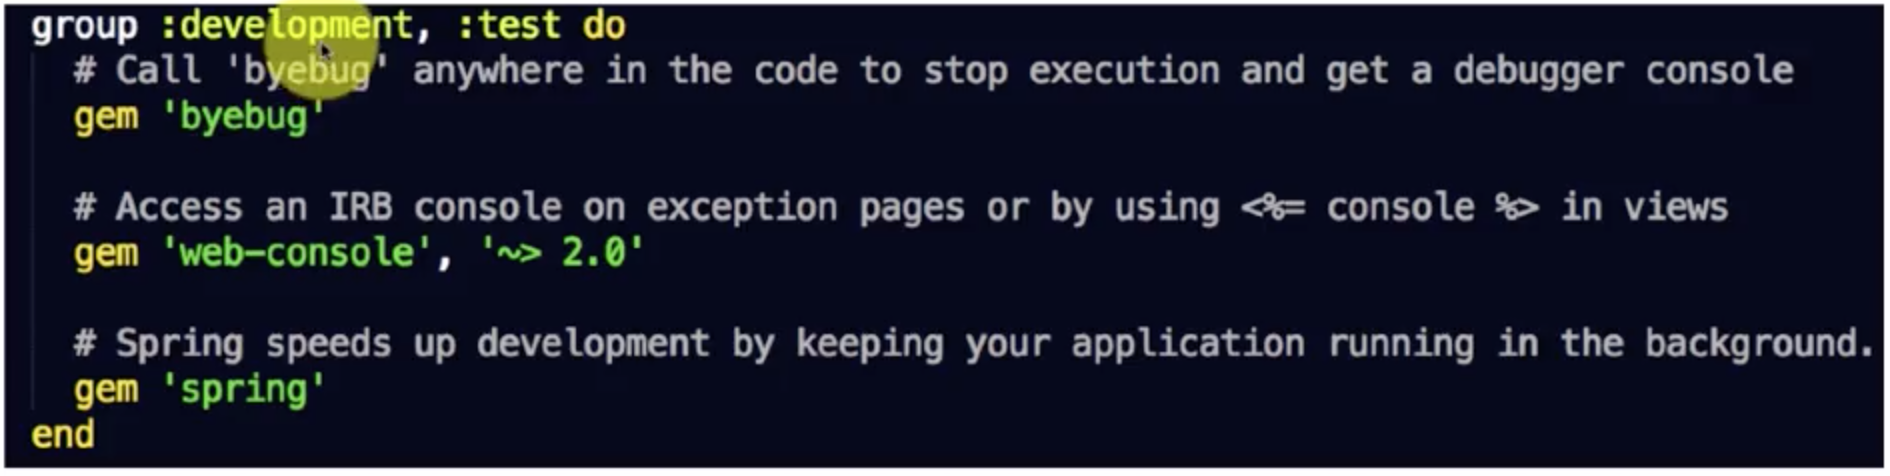 group :development, :test do
# Call 'byebug' anywhere in the code to stop execution and get a debugger console
gem 'byebug'
# Access an IRB console on exception pages or by using <%= console %> in views
gem 'web-console', '~> 2.0'
# Spring speeds up development by keeping your application running in the background.
gem 'spring'
end